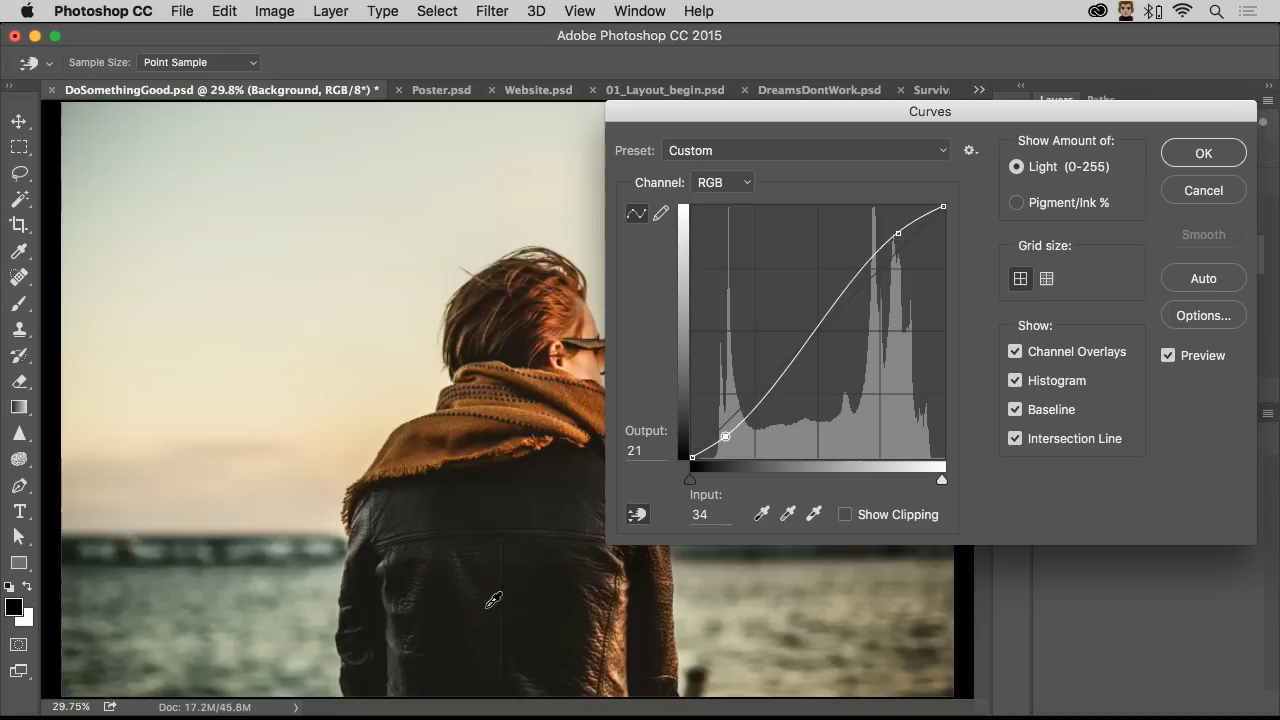 Photoshop CC File Edit Image Layer Type Select Filter 3D View Window Help
Adobe Photoshop CC 2015
Sample Size: Point Sample
DoSomethingGood.psd @ 29.8% (Background, RGB/8*) * Poster.psd Website.psd 01_Layout_begin.psd DreamsDontWork.psd Surviv
Layers Paths
Curves
Preset: Custom
Channel: RGB
Output:
21
Input:
34
Show Clipping
Show Amount of:
Light (0-255)
Pigment/Ink %
Grid size:
Show:
Channel Overlays
Histogram
Baseline
Intersection Line
OK
Cancel
Smooth
Auto
Options...
Preview
29.75% Doc: 17.2M/45.8M